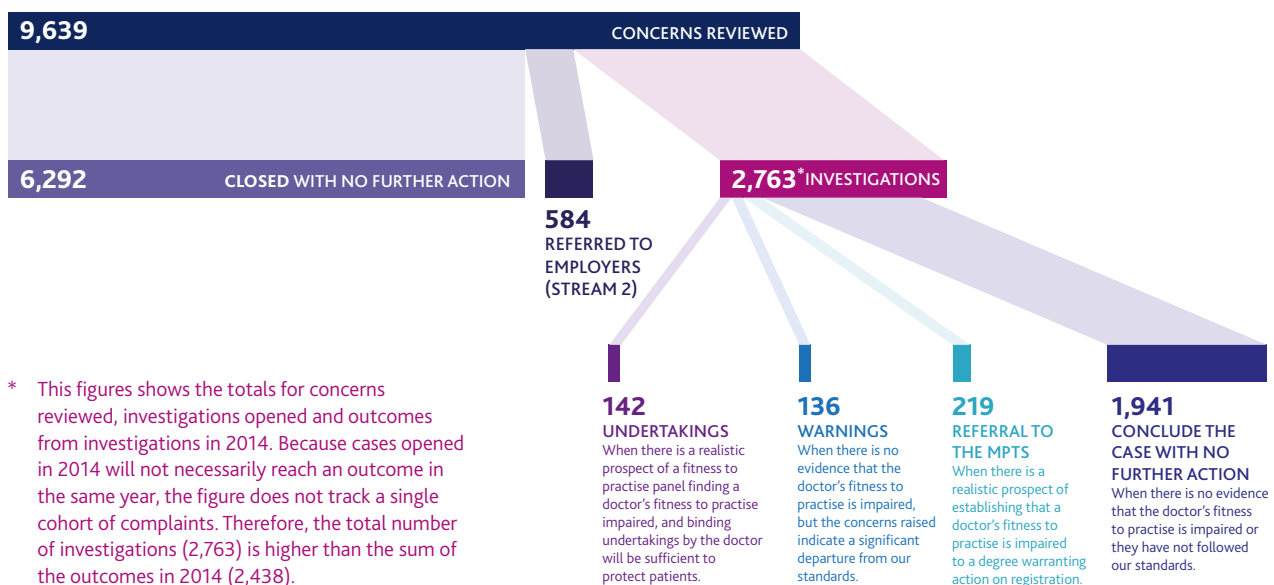 9,639 CONCERNS REVIEWED
6,292 CLOSED WITH NO FURTHER ACTION
584
REFERRED TO
EMPLOYERS
(STREAM 2)
2,763* INVESTIGATIONS
142
UNDERTAKINGS
When there is a realistic
prospect of a fitness to
practise panel finding a
doctor's fitness to practise
impaired, and binding
undertakings by the doctor
will be sufficient to
protect patients.
136
WARNINGS
When there is no
evidence that the
doctor's fitness to
practise is impaired,
but the concerns raised
indicate a significant
departure from our
standards.
219
REFERRAL TO
THE MPTS
When there is a
realistic prospect of
establishing that a
doctor's fitness to
practise is impaired
to a degree warranting
action on registration.
1,941
CONCLUDE THE
CASE WITH NO
FURTHER ACTION
When there is no evidence
that the doctor's fitness
to practise is impaired or
they have not followed
our standards.
* This figures shows the totals for concerns
reviewed, investigations opened and outcomes
from investigations in 2014. Because cases opened
in 2014 will not necessarily reach an outcome in
the same year, the figure does not track a single
cohort of complaints. Therefore, the total number
of investigations (2,763) is higher than the sum of
the outcomes in 2014 (2,438).